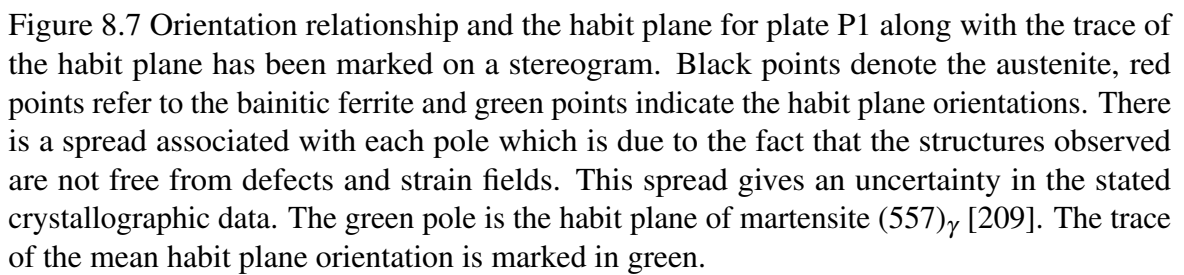 Figure 8.7 Orientation relationship and the habit plane for plate P1 along with the trace of
the habit plane has been marked on a stereogram. Black points denote the austenite, red
points refer to the bainitic ferrite and green points indicate the habit plane orientations. There
is a spread associated with each pole which is due to the fact that the structures observed
are not free from defects and strain fields. This spread gives an uncertainty in the stated
crystallographic data. The green pole is the habit plane of martensite (557)γ [209]. The trace
of the mean habit plane orientation is marked in green.